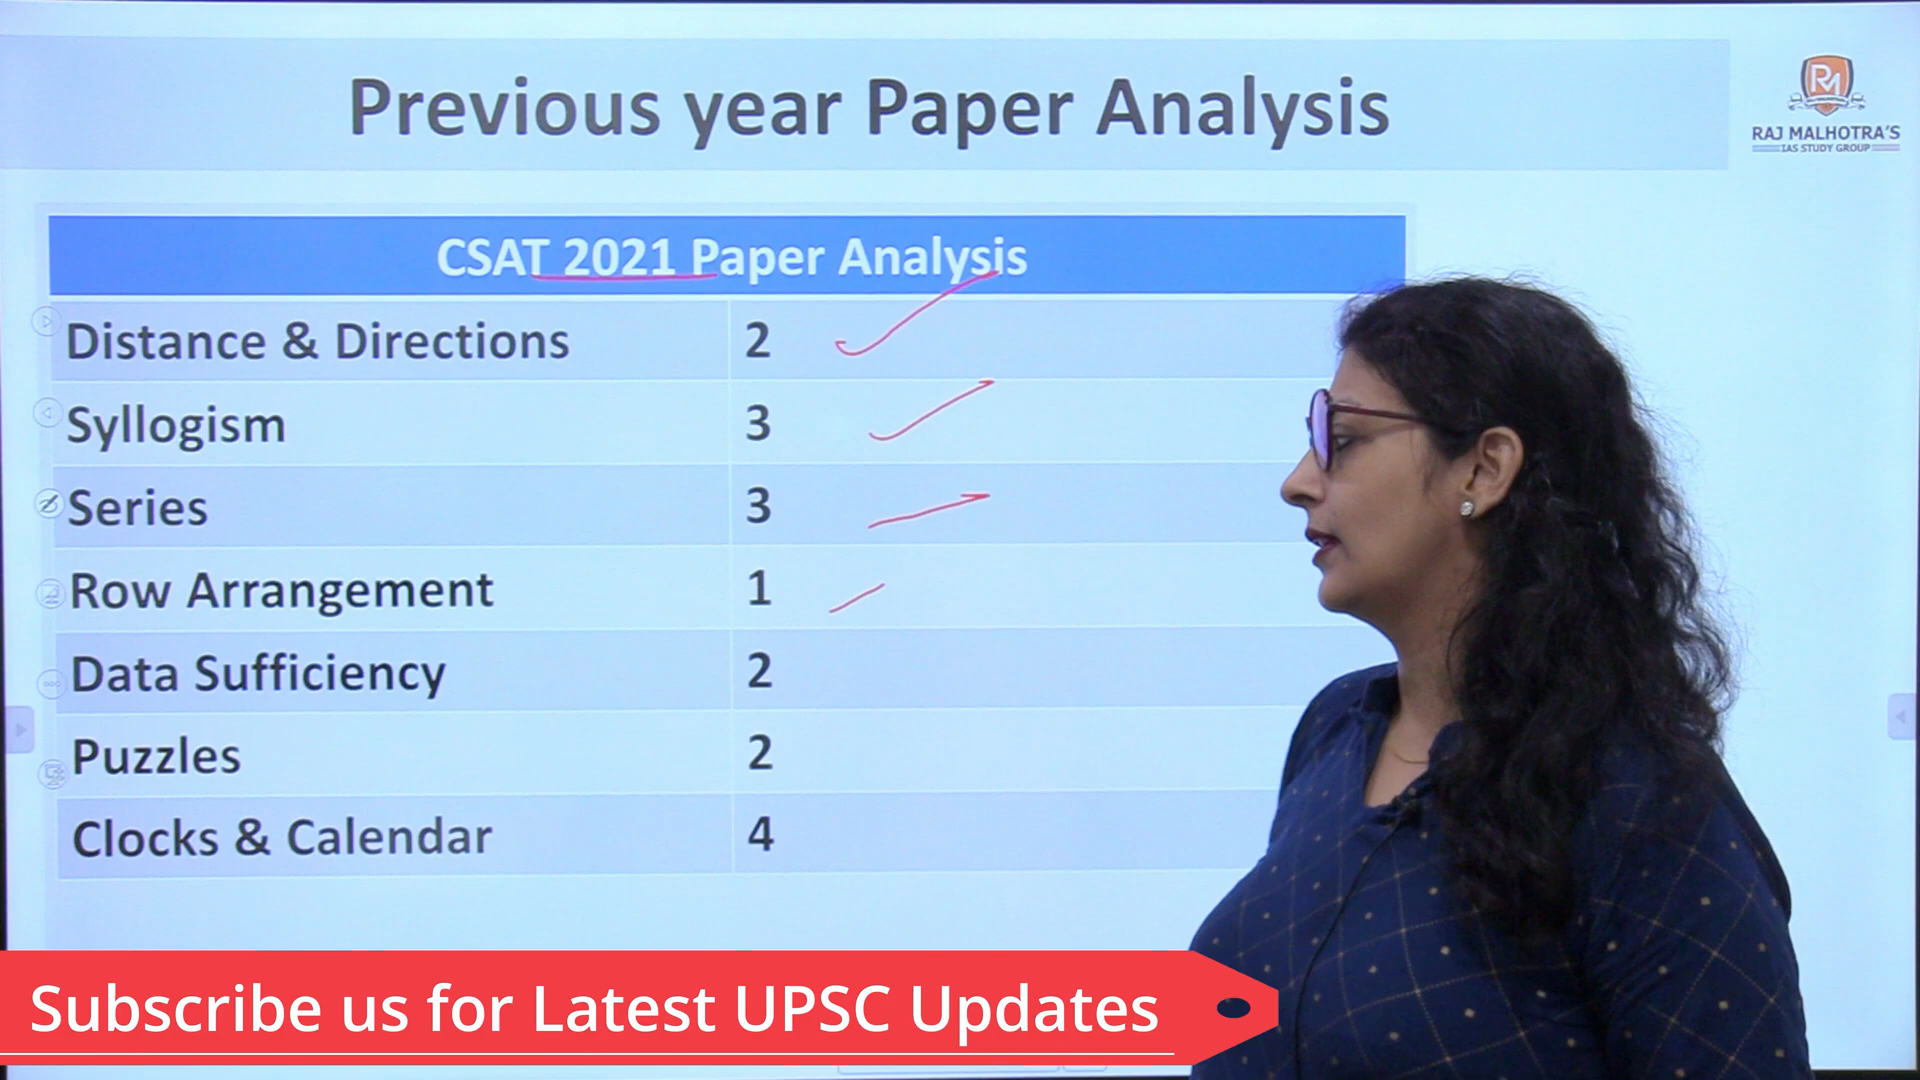 Previous year Paper Analysis
RM
RAJ MALHOTRA'S
IAS STUDY GROUP
CSAT 2021 Paper Analysis
Distance & Directions 2
Syllogism 3
Series 3
Row Arrangement 1
Data Sufficiency 2
Puzzles 2
Clocks & Calendar 4
Subscribe us for Latest UPSC Updates